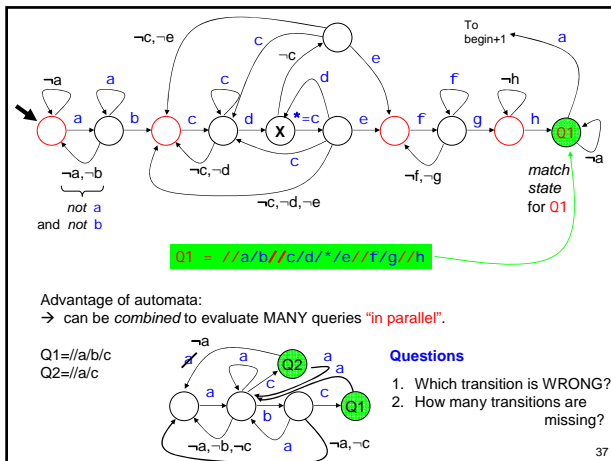 ¬c,¬e
To
begin+1
a
¬c
¬a
a
c
c
e
d
f
¬h
a
b
c
d
X
*=c
e
f
g
h
Q1
c
¬a
¬a,¬b
¬c,¬d
¬f,¬g
match
state
for Q1
¬c,¬d,¬e
not a
and not b
Q1 = //a/b//c/d/*/e//f/g//h
Advantage of automata:
→ can be combined to evaluate MANY queries “in parallel”.
Q1=//a/b/c
Q2=//a/c
¬a
a
a
Q2
a
a
c
a
b
c
Q1
¬a,¬b,¬c
a
¬a,¬c
Questions
1. Which transition is WRONG?
2. How many transitions are
missing?
37